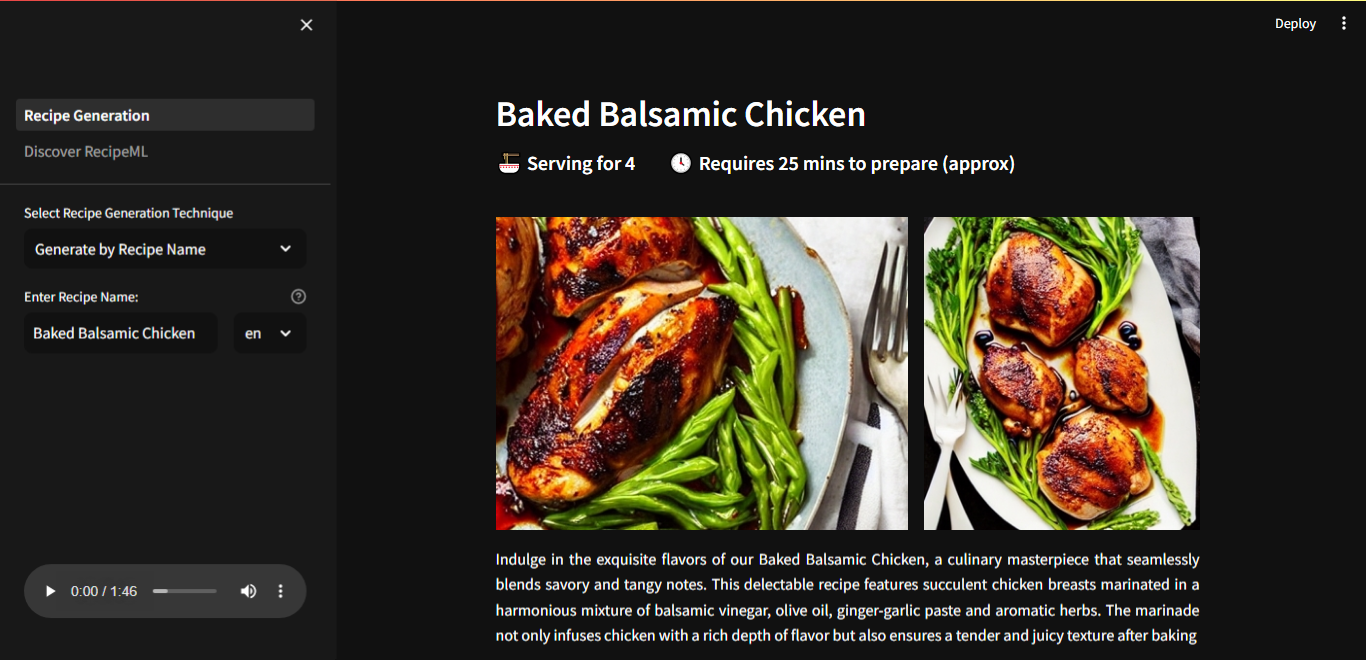 Deploy
Recipe Generation
Discover RecipeML
Select Recipe Generation Technique
Generate by Recipe Name
Enter Recipe Name:
Baked Balsamic Chicken
en
0:00 / 1:46
Baked Balsamic Chicken
Serving for 4
Requires 25 mins to prepare (approx)
Indulge in the exquisite flavors of our Baked Balsamic Chicken, a culinary masterpiece that seamlessly
blends savory and tangy notes. This delectable recipe features succulent chicken breasts marinated in a
harmonious mixture of balsamic vinegar, olive oil, ginger-garlic paste and aromatic herbs. The marinade
not only infuses chicken with a rich depth of flavor but also ensures a tender and juicy texture after baking